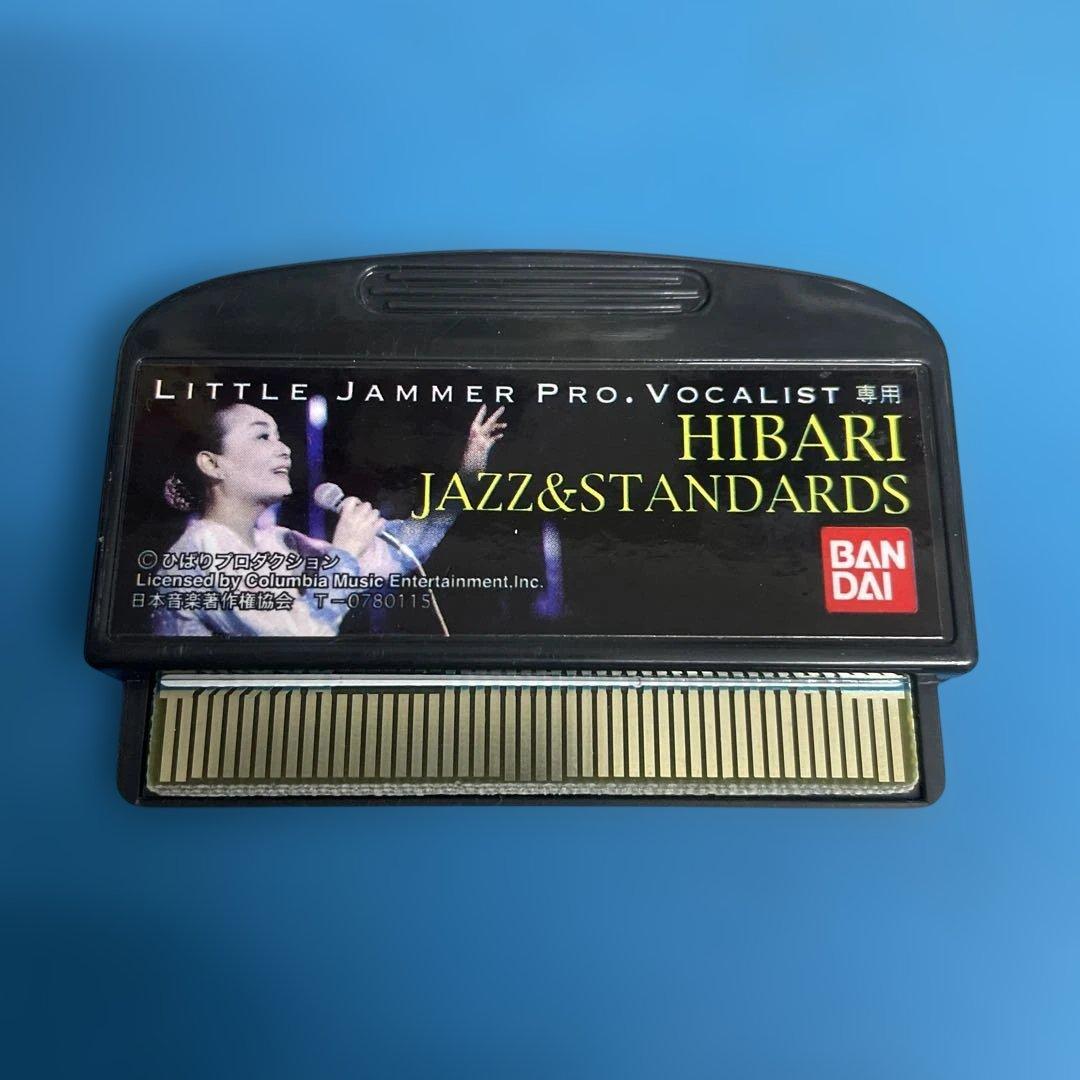 LITTLE JAMMER PRO. VOCALIST 専用
HIBARI
JAZZ&STANDARDS
BAN
DAI
©ひばりプロダクション
Licensed by Columbia Music Entertainment,Inc.
日本音楽著作権協会 T-0780115